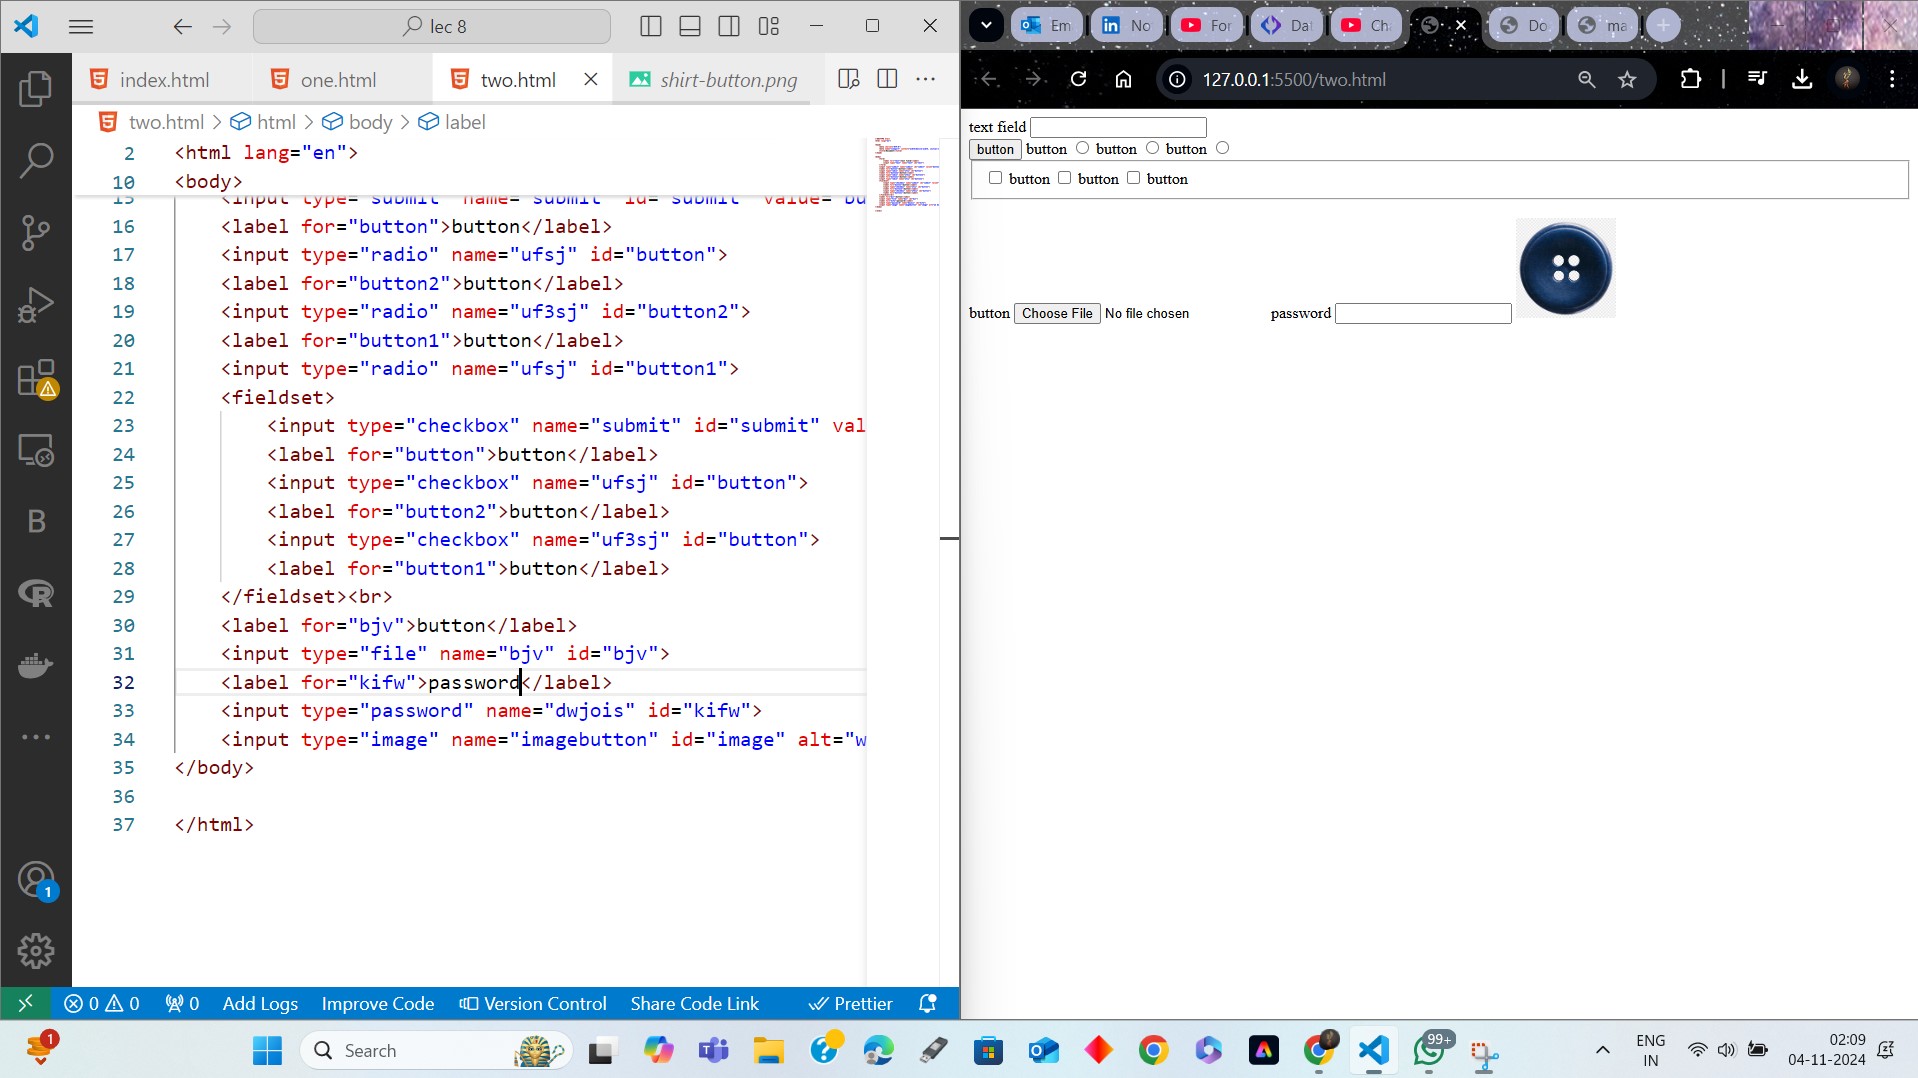 lec 8
index.html
one.html
two.html
shirt-button.png
two.html > html > body > label
2 <html lang="en">
10 <body>
15 <input type="submit" name="submit" id="submit" value="bu
16 <label for="button">button</label>
17 <input type="radio" name="ufsj" id="button">
18 <label for="button2">button</label>
19 <input type="radio" name="uf3sj" id="button2">
20 <label for="button1">button</label>
21 <input type="radio" name="ufsj" id="button1">
22 <fieldset>
23 <input type="checkbox" name="submit" id="submit" val
24 <label for="button">button</label>
25 <input type="checkbox" name="ufsj" id="button">
26 <label for="button2">button</label>
27 <input type="checkbox" name="uf3sj" id="button">
28 <label for="button1">button</label>
29 </fieldset><br>
30 <label for="bjv">button</label>
31 <input type="file" name="bjv" id="bjv">
32 <label for="kifw">password</label>
33 <input type="password" name="dwjois" id="kifw">
34 <input type="image" name="imagebutton" id="image" alt="w
35 </body>
36
37 </html>
B
R
1
0 0 0 Add Logs Improve Code Version Control Share Code Link Prettier
Em No For Dat Ch Do ma
127.0.0.1:5500/two.html
text field
button button button button
button button button
button Choose File No file chosen password
1
Search
99+
ENG
IN
02:09
04-11-2024